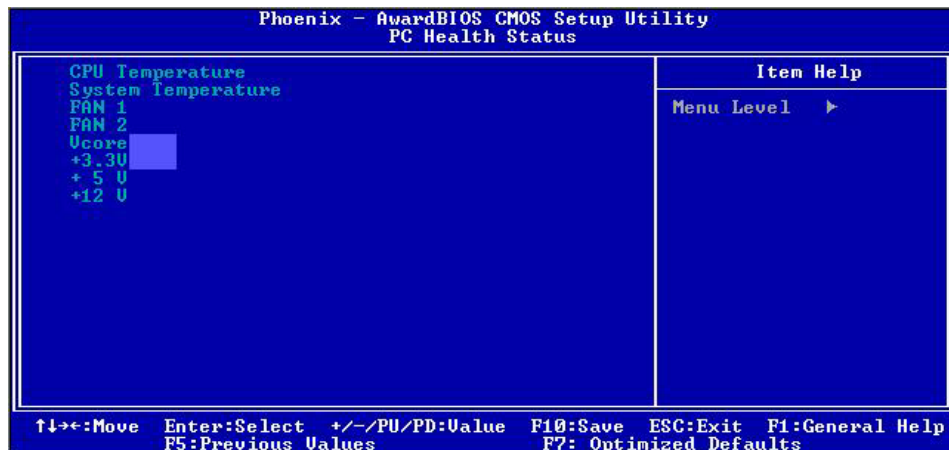 Phoenix - AwardBIOS CMOS Setup Utility
PC Health Status
CPU Temperature
System Temperature
FAN 1
FAN 2
Vcore
+3.3V
+ 5 V
+12 V
Item Help
Menu Level ►
↑↓→←:Move Enter:Select +/-/PU/PD:Value F10:Save ESC:Exit F1:General Help
F5:Previous Values F7: Optimized Defaults